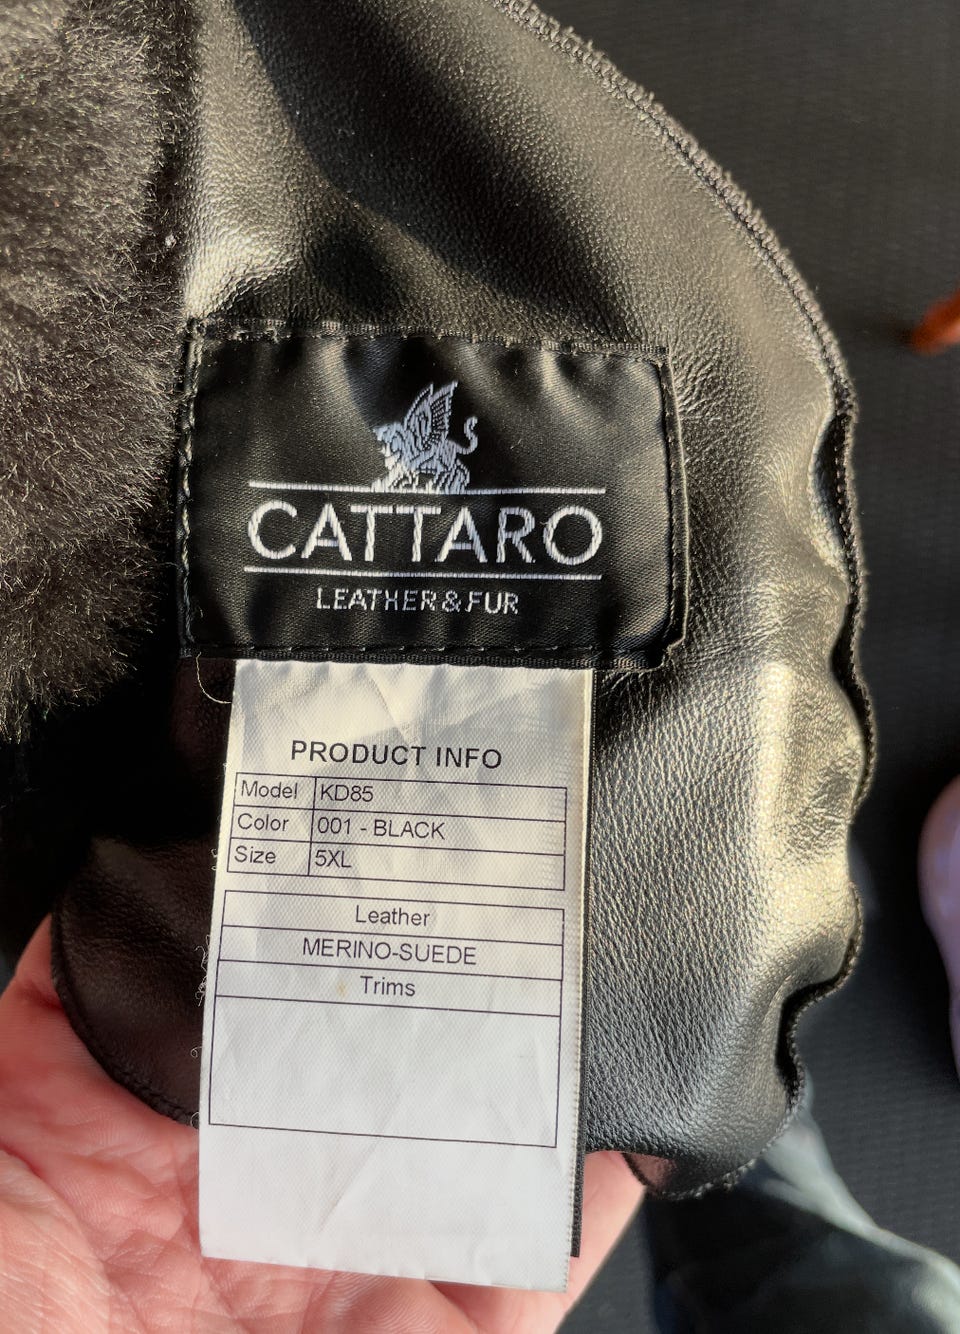 CATTARO
LEATHER & FUR
PRODUCT INFO
Model KD85
Color 001 - BLACK
Size 5XL
Leather
MERINO-SUEDE
Trims